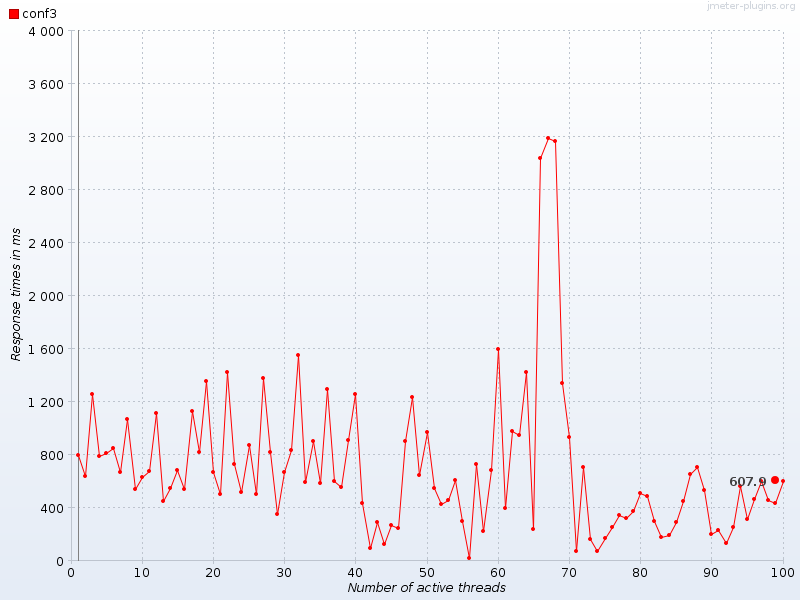 jmeter-plugins.org
conf3
4 000
3 600
3 200
2 800
2 400
2 000
1 600
1 200
800
400
0
Response times in ms
607.9
0 10 20 30 40 50 60 70 80 90 100
Number of active threads